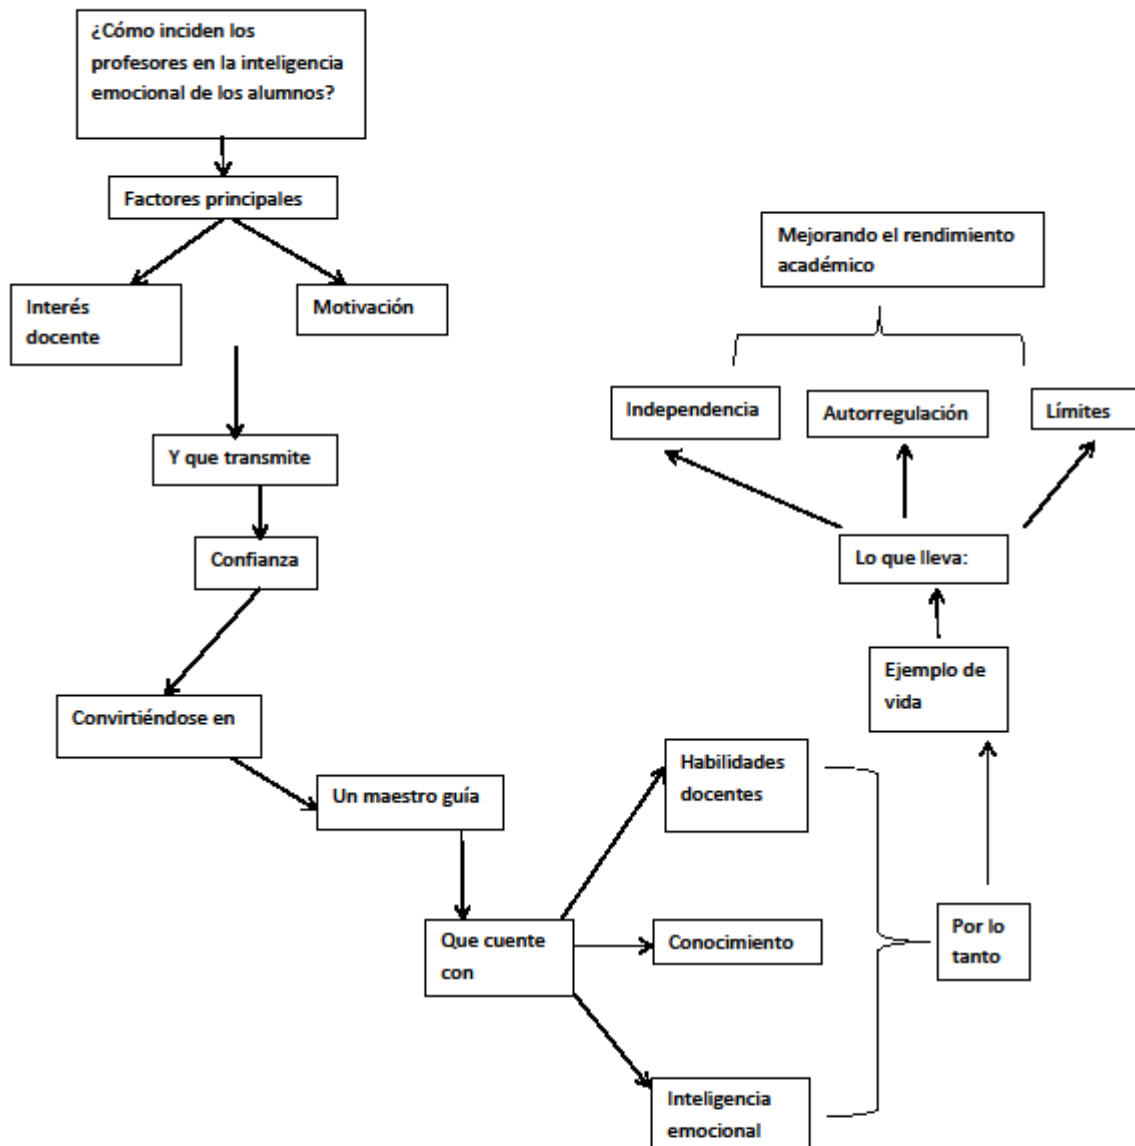 ¿Cómo inciden los
profesores en la inteligencia
emocional de los alumnos?
Factores principales
Interés
docente
Motivación
Y que transmite
Confianza
Convirtiéndose en
Un maestro guía
Que cuente
con
Habilidades
docentes
Conocimiento
Inteligencia
emocional
Por lo
tanto
Ejemplo de
vida
Lo que lleva:
Independencia
Autorregulación
Límites
Mejorando el rendimiento
académico